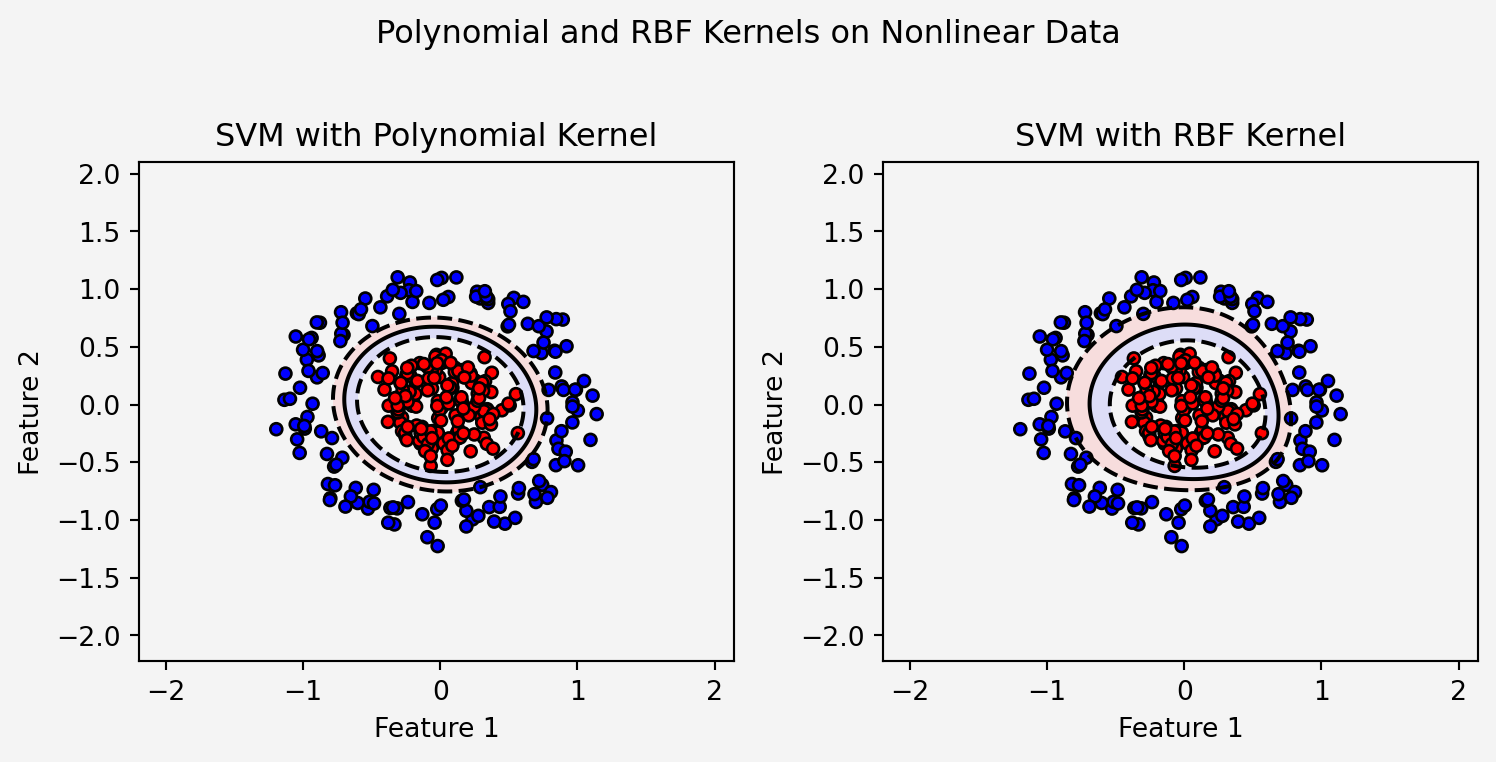 Polynomial and RBF Kernels on Nonlinear Data
SVM with Polynomial Kernel
2.0
1.5
1.0
0.5
0.0
−0.5
−1.0
−1.5
−2.0
Feature 2
−2 −1 0 1 2
Feature 1
SVM with RBF Kernel
2.0
1.5
1.0
0.5
0.0
−0.5
−1.0
−1.5
−2.0
Feature 2
−2 −1 0 1 2
Feature 1